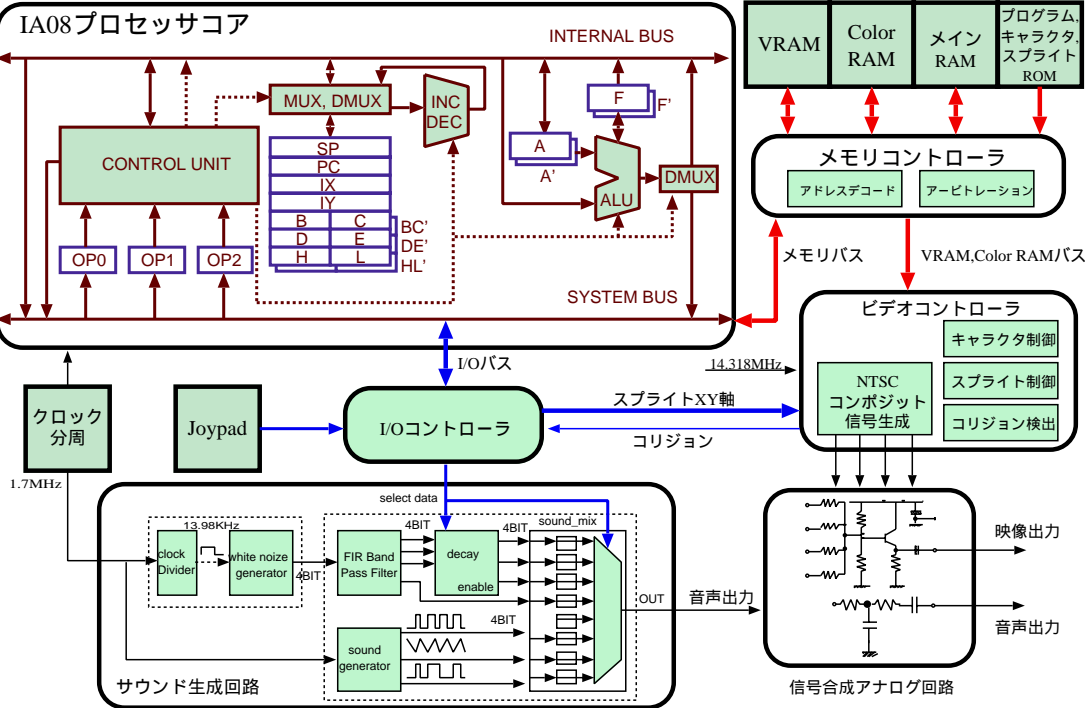 IA08プロセッサコア
INTERNAL BUS
MUX, DMUX
INC
DEC
F
F'
CONTROL UNIT
SP
PC
IX
IY
B
C
BC'
D
E
DE'
H
L
HL'
A
A'
ALU
DMUX
OP0
OP1
OP2
SYSTEM BUS
VRAM
Color
RAM
メイン
RAM
プログラム,
キャラクタ,
スプライト
ROM
メモリコントローラ
アドレスデコード
アービトレーション
メモリバス
VRAM,Color RAMバス
ビデオコントローラ
キャラクタ制御
スプライト制御
コリジョン検出
NTSC
コンポジット
信号生成
14.318MHz
I/Oバス
クロック
分周
Joypad
I/Oコントローラ
スプライトXY軸
コリジョン
1.7MHz
select data
13.98KHz
clock
Divider
white noize
generator
4BIT
FIR Band
Pass Filter
4BIT
decay
enable
4BIT
sound_mix
sound
generator
4BIT
OUT
音声出力
サウンド生成回路
映像出力
音声出力
信号合成アナログ回路